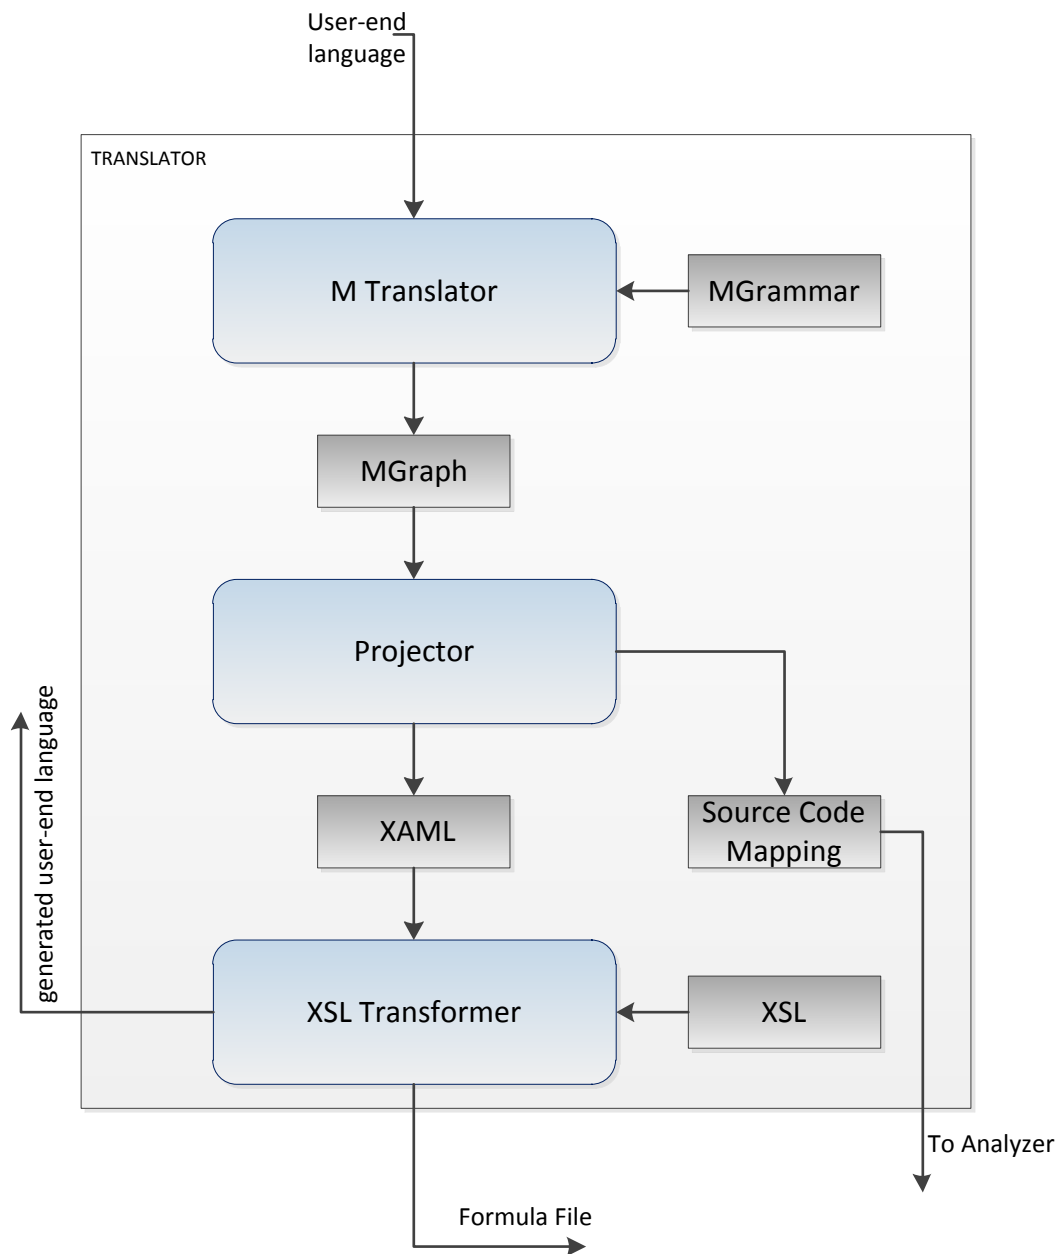 User-end
language
TRANSLATOR
M Translator
MGrammar
MGraph
Projector
generated user-end language
XAML
Source Code
Mapping
XSL Transformer
XSL
To Analyzer
Formula File